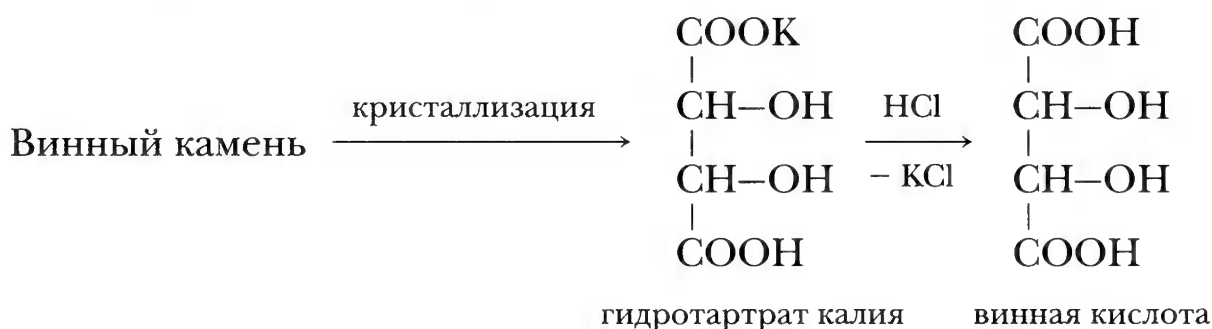 COOK COOH
CH–OH HCl CH–OH
Винный камень кристаллизация
CH–OH – KCl CH–OH
COOH COOH
гидротартрат калия винная кислота